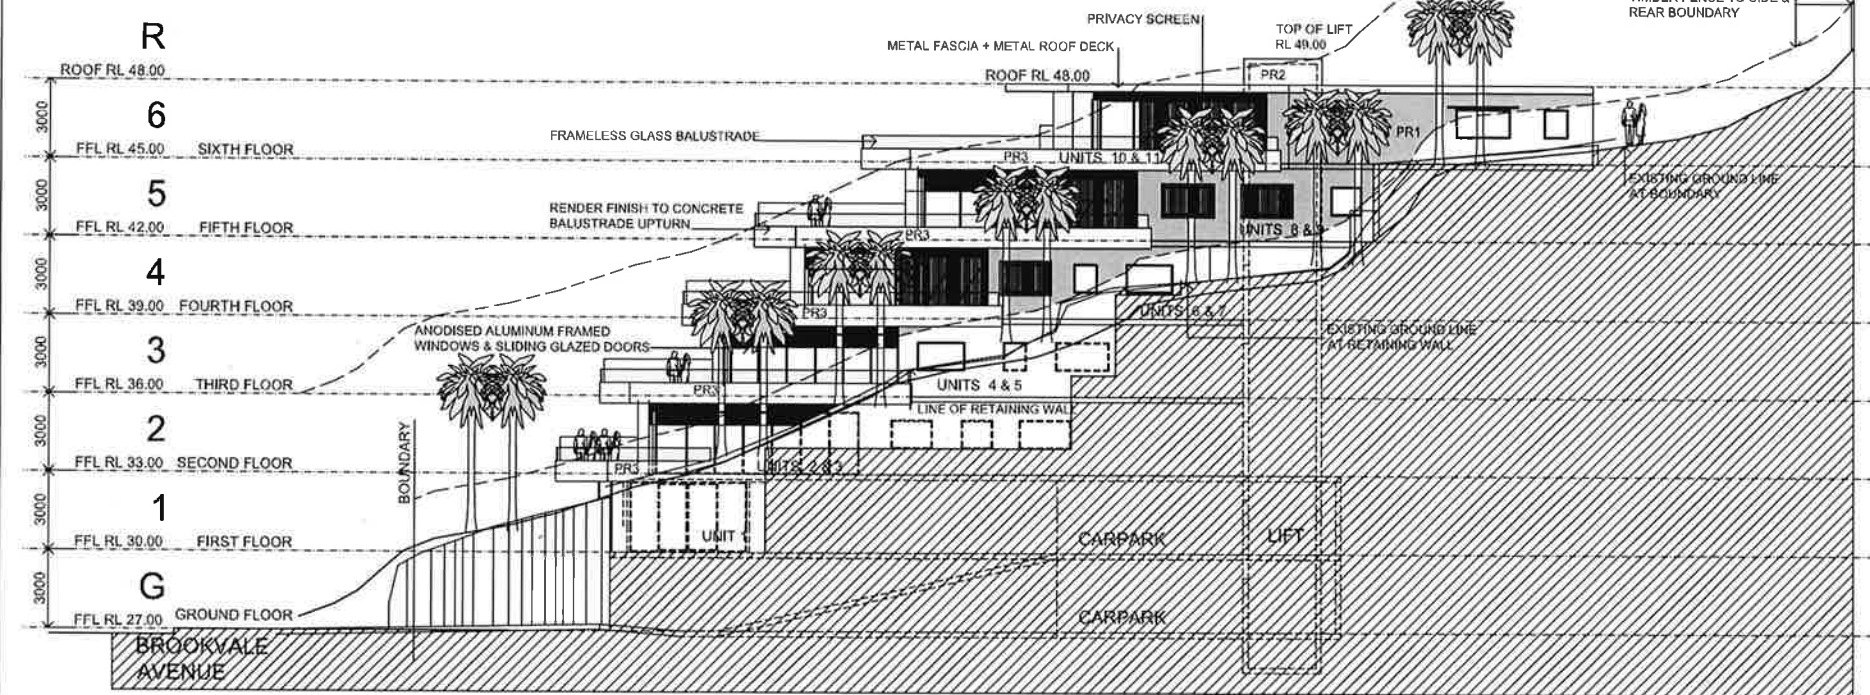 REAR BOUNDARY
PRIVACY SCREEN
TOP OF LIFT
RL 49.00
METAL FASCIA + METAL ROOF DECK
R
ROOF RL 48.00
ROOF RL 48.00
PR2
3000
6
FRAMELESS GLASS BALUSTRADE
PR1
FFL RL 45.00 SIXTH FLOOR
PR3 UNITS 10 & 11
3000
5
EXISTING GROUND LINE
AT BOUNDARY
RENDER FINISH TO CONCRETE
BALUSTRADE UPTURN
FFL RL 42.00 FIFTH FLOOR
PR3
UNITS 8 & 9
3000
4
FFL RL 39.00 FOURTH FLOOR
PR3
UNITS 6 & 7
ANODISED ALUMINUM FRAMED
WINDOWS & SLIDING GLAZED DOORS
EXISTING GROUND LINE
AT RETAINING WALL
3000
3
FFL RL 36.00 THIRD FLOOR
PR3
UNITS 4 & 5
LINE OF RETAINING WALL
3000
2
BOUNDARY
FFL RL 33.00 SECOND FLOOR
PR3
UNITS 2 & 3
3000
1
UNIT 1
CARPARK
LIFT
FFL RL 30.00 FIRST FLOOR
3000
G
FFL RL 27.00 GROUND FLOOR
CARPARK
BROOKVALE
AVENUE